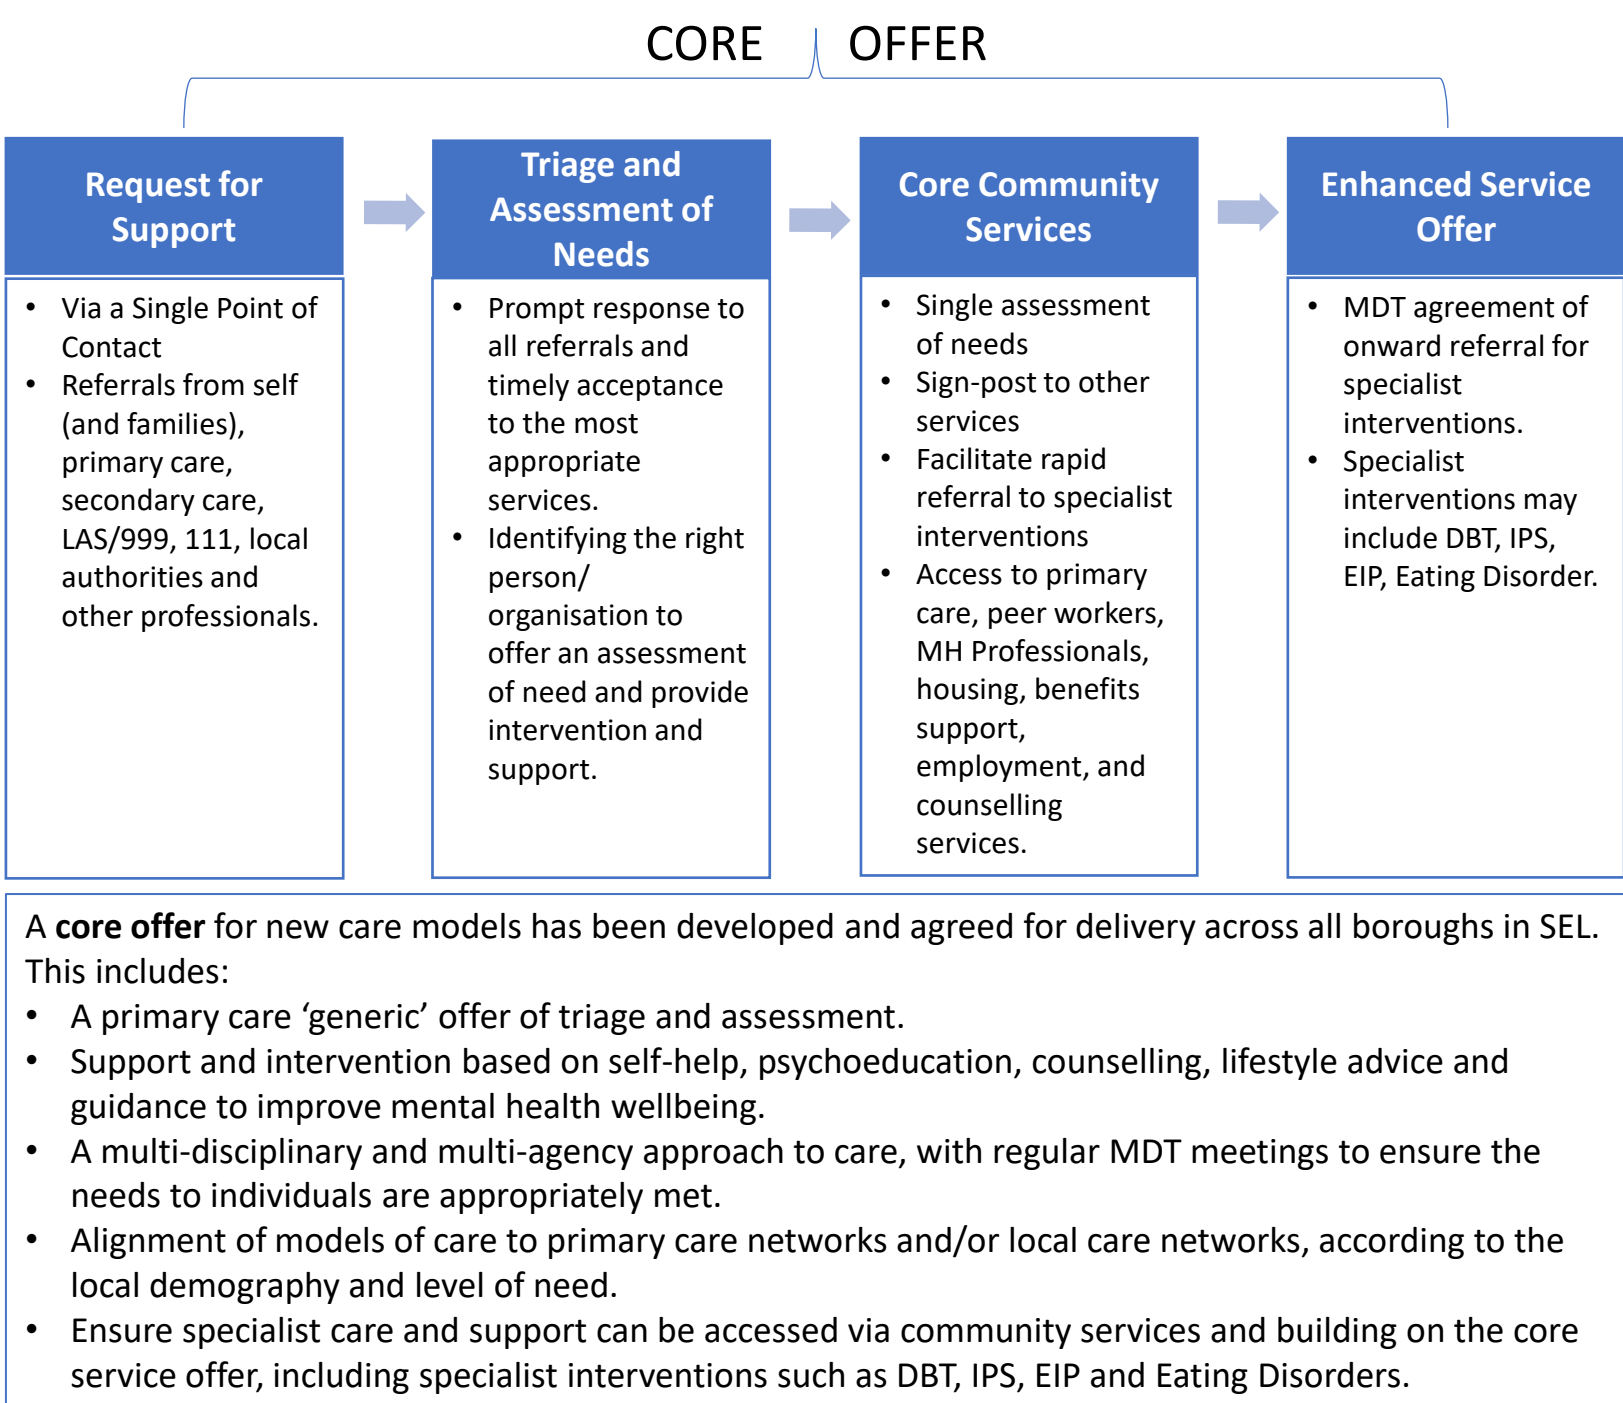 CORE OFFER
Request for
Support
• Via a Single Point of
Contact
• Referrals from self
(and families),
primary care,
secondary care,
LAS/999, 111, local
authorities and
other professionals.
Triage and
Assessment of
Needs
• Prompt response to
all referrals and
timely acceptance
to the most
appropriate
services.
• Identifying the right
person/
organisation to
offer an assessment
of need and provide
intervention and
support.
Core Community
Services
• Single assessment
of needs
• Sign-post to other
services
• Facilitate rapid
referral to specialist
interventions
• Access to primary
care, peer workers,
MH Professionals,
housing, benefits
support,
employment, and
counselling
services.
Enhanced Service
Offer
• MDT agreement of
onward referral for
specialist
interventions.
• Specialist
interventions may
include DBT, IPS,
EIP, Eating Disorder.
A core offer for new care models has been developed and agreed for delivery across all boroughs in SEL.
This includes:
• A primary care ‘generic’ offer of triage and assessment.
• Support and intervention based on self-help, psychoeducation, counselling, lifestyle advice and
guidance to improve mental health wellbeing.
• A multi-disciplinary and multi-agency approach to care, with regular MDT meetings to ensure the
needs to individuals are appropriately met.
• Alignment of models of care to primary care networks and/or local care networks, according to the
local demography and level of need.
• Ensure specialist care and support can be accessed via community services and building on the core
service offer, including specialist interventions such as DBT, IPS, EIP and Eating Disorders.